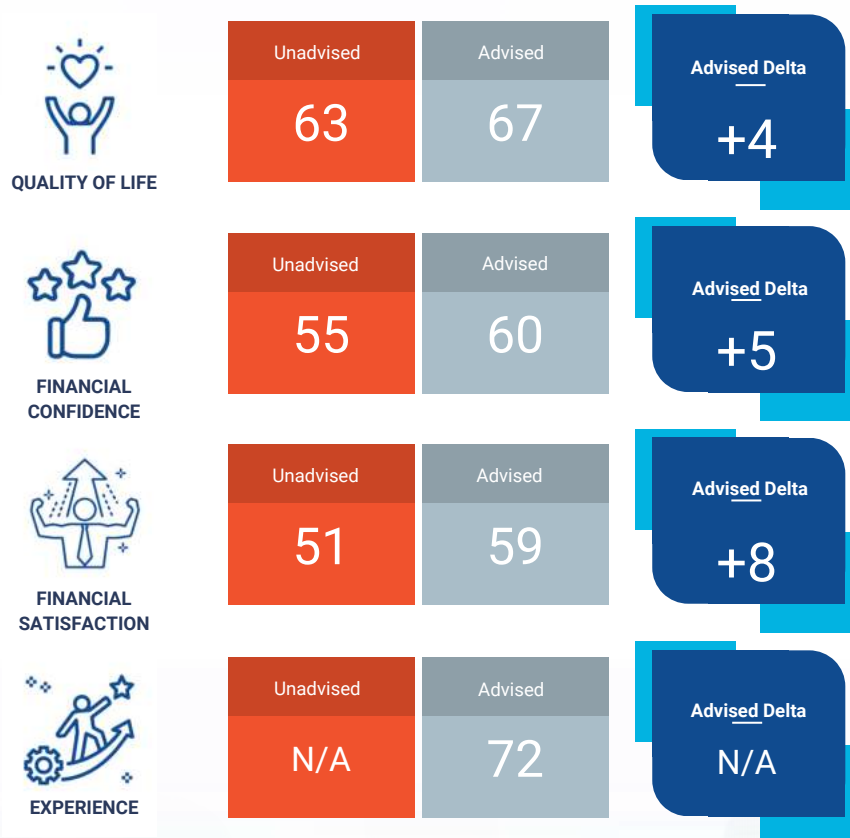 QUALITY OF LIFE
Unadvised
63
Advised
67
Advised Delta
+4
FINANCIAL
CONFIDENCE
Unadvised
55
Advised
60
Advised Delta
+5
FINANCIAL
SATISFACTION
Unadvised
51
Advised
59
Advised Delta
+8
EXPERIENCE
Unadvised
N/A
Advised
72
Advised Delta
N/A